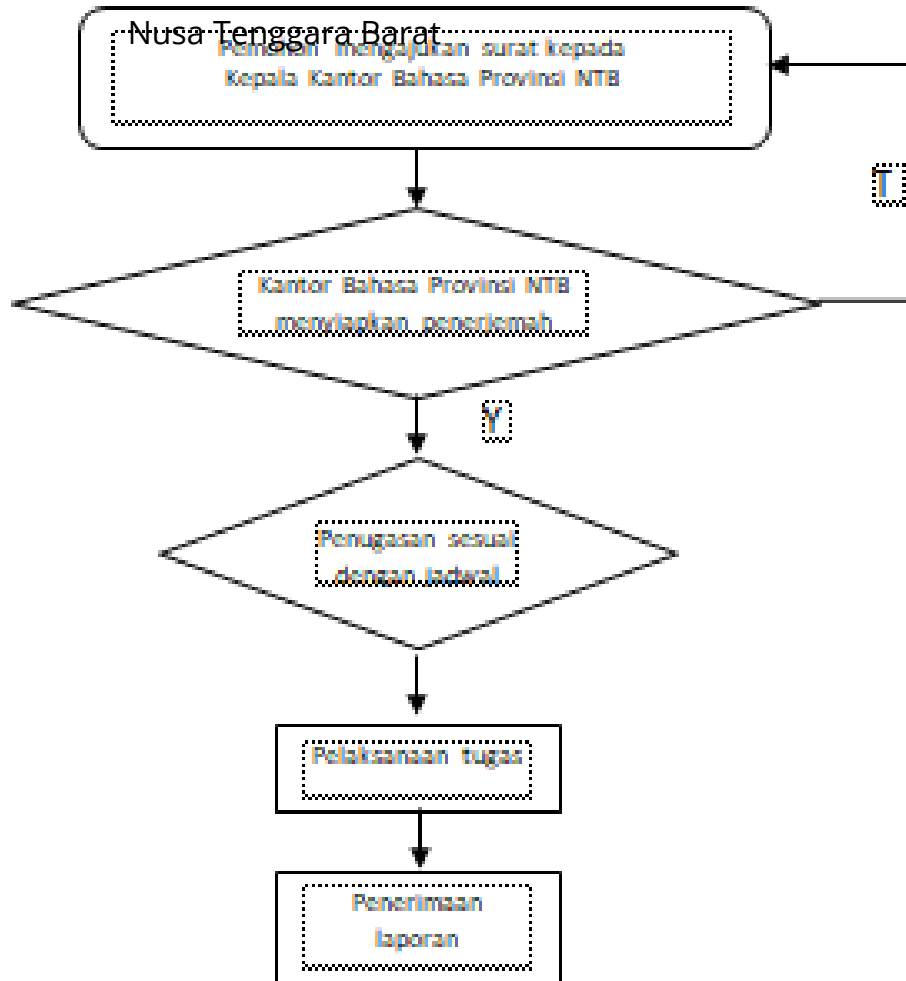 Nusa Tenggara Barat
Pemohon mengajukan surat kepada
Kepala Kantor Bahasa Provinsi NTB
T
Kantor Bahasa Provinsi NTB
menyiapkan penerjemah
Y
Penugasan sesuai
dengan jadwal
Pelaksanaan tugas
Penerimaan
laporan